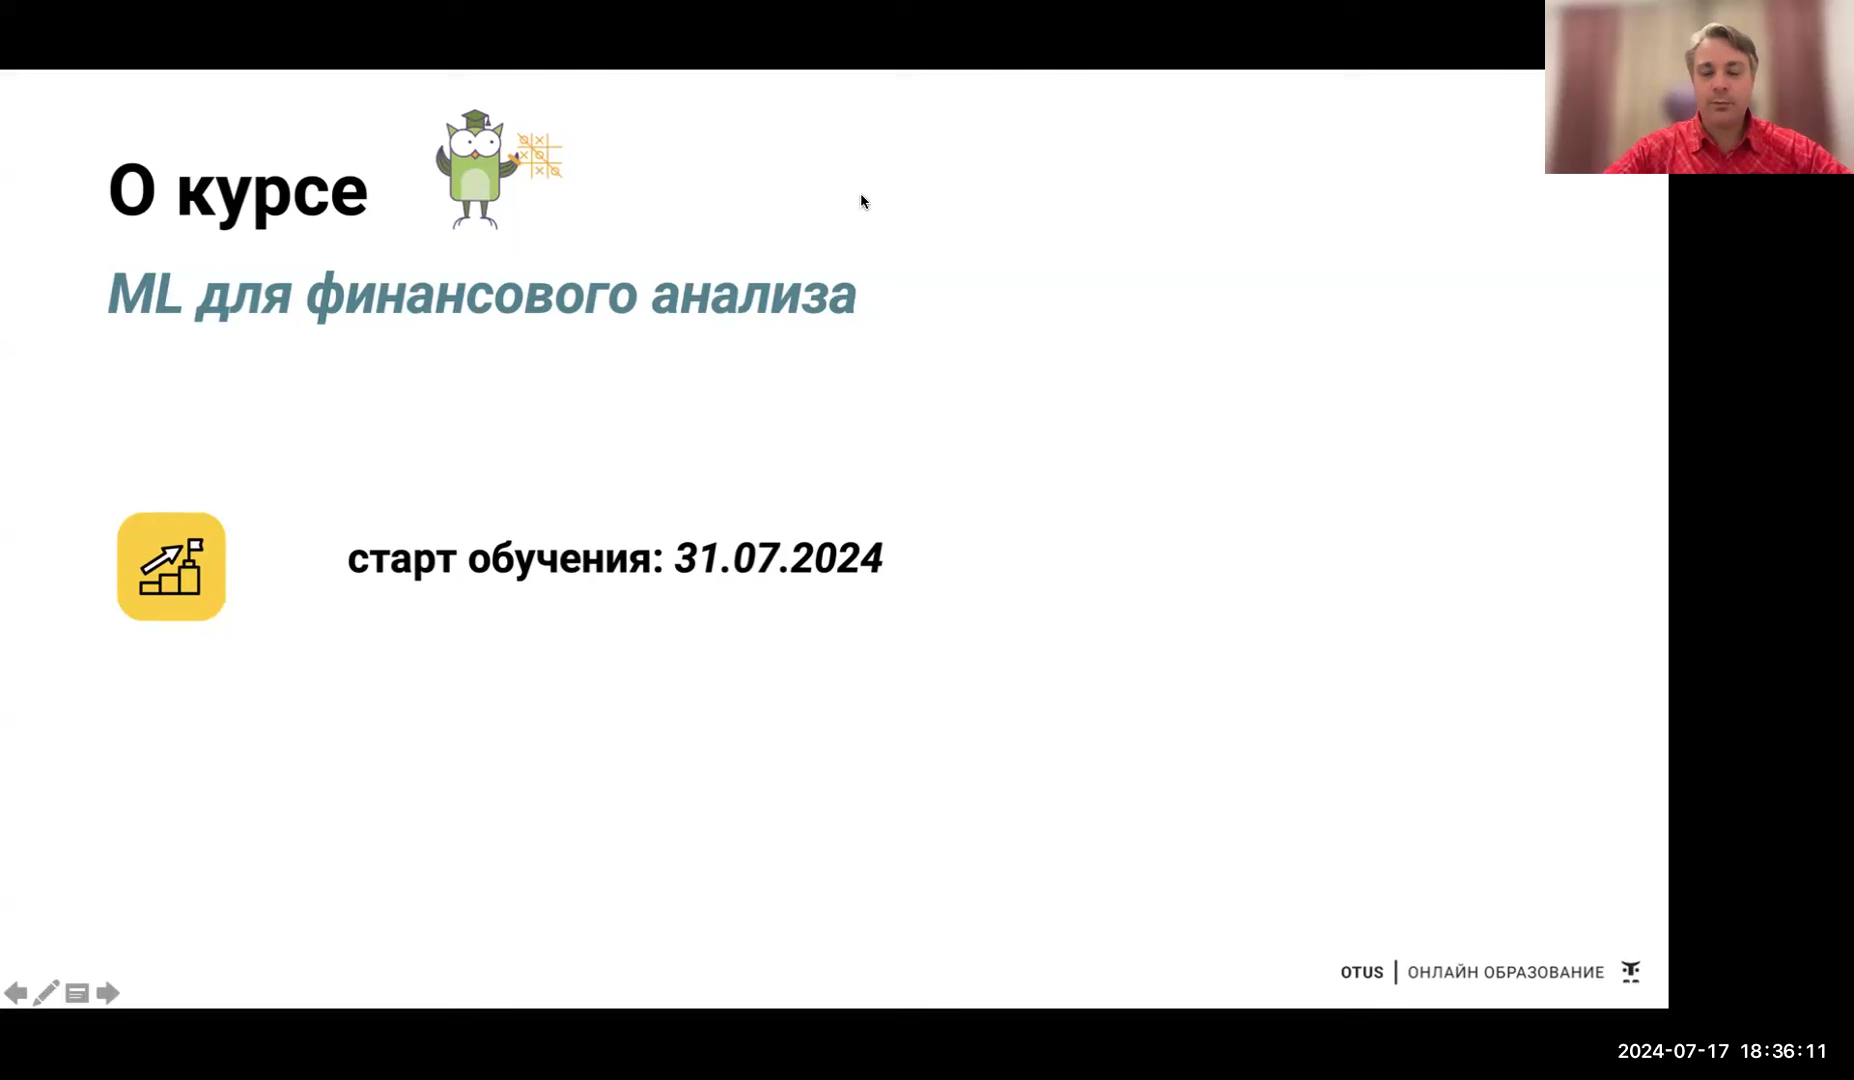 О курсе
ML для финансового анализа
старт обучения: 31.07.2024
OTUS | ОНЛАЙН ОБРАЗОВАНИЕ
2024-07-17 18:36:11